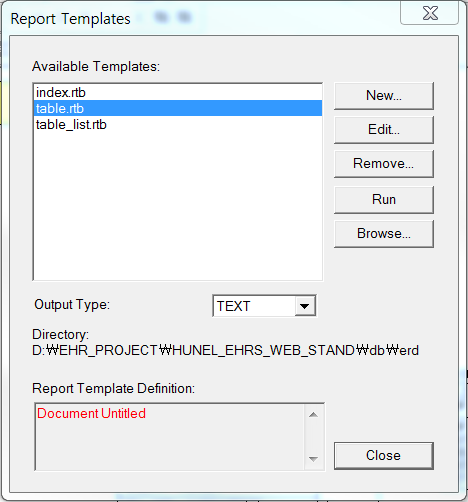 Report Templates
Available Templates:
index.rtb
table.rtb
table_list.rtb
New...
Edit...
Remove...
Run
Browse...
Output Type:
TEXT
Directory:
D:₩EHR_PROJECT₩HUNEL_EHRS_WEB_STAND₩db₩erd
Report Template Definition:
Document Untitled
Close